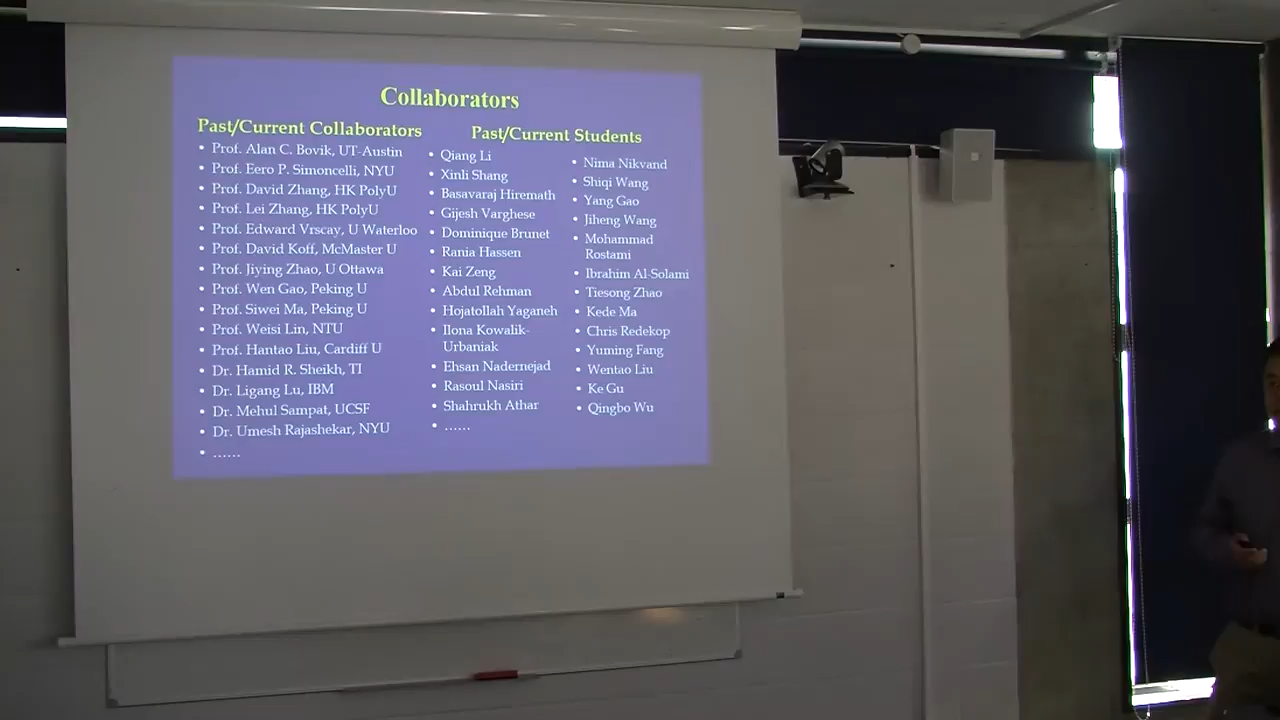 Collaborators
Past/Current Collaborators
• Prof. Alan C. Bovik, UT-Austin
• Prof. Eero P. Simoncelli, NYU
• Prof. David Zhang, HK PolyU
• Prof. Lei Zhang, HK PolyU
• Prof. Edward Vrscay, U Waterloo
• Prof. David Koff, McMaster U
• Prof. Jiying Zhao, U Ottawa
• Prof. Wen Gao, Peking U
• Prof. Siwei Ma, Peking U
• Prof. Weisi Lin, NTU
• Prof. Hantao Liu, Cardiff U
• Dr. Hamid R. Sheikh, TI
• Dr. Ligang Lu, IBM
• Dr. Mehul Sampat, UCSF
• Dr. Umesh Rajashekar, NYU
• ......
Past/Current Students
• Qiang Li
• Xinli Shang
• Basavaraj Hiremath
• Gijesh Varghese
• Dominique Brunet
• Rania Hassen
• Kai Zeng
• Abdul Rehman
• Hojatollah Yaganeh
• Ilona Kowalik-
Urbaniak
• Ehsan Nadernejad
• Rasoul Nasiri
• Shahrukh Athar
• ......
• Nima Nikvand
• Shiqi Wang
• Yang Gao
• Jiheng Wang
• Mohammad
Rostami
• Ibrahim Al-Solami
• Tiesong Zhao
• Kede Ma
• Chris Redekop
• Yuming Fang
• Wentao Liu
• Ke Gu
• Qingbo Wu